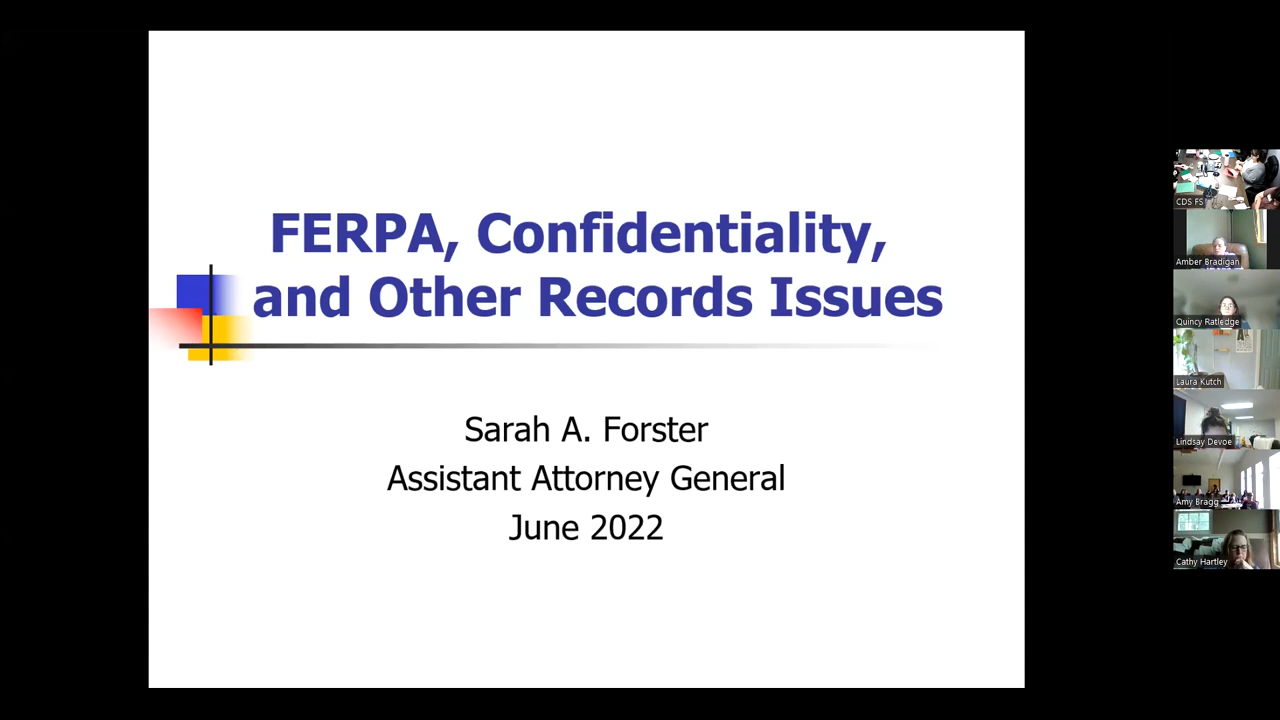 FERPA, Confidentiality,
and Other Records Issues
Sarah A. Forster
Assistant Attorney General
June 2022
CDS FS
Amber Bradigan
Quincy Ratledge
Laura Kutch
Lindsay Devoe
Amy Bragg
Cathy Hartley